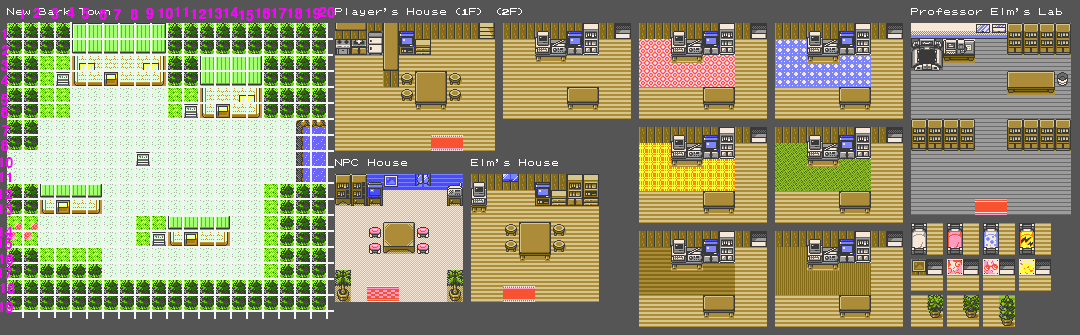 New Bark Town
1 2 3 4 5 6 7 8 9 10 11 12 13 14 15 16 17 18 19 20
Player's House (1F) (2F)
Professor Elm's Lab
NPC House
Elm's House